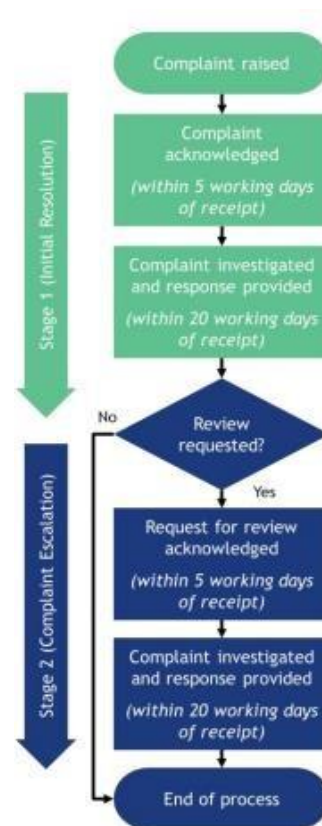 Complaint raised
Stage 1 (Initial Resolution)
Complaint
acknowledged
(within 5 working days
of receipt)
Complaint investigated
and response provided
(within 20 working days
of receipt)
Review
requested?
No
Yes
Stage 2 (Complaint Escalation)
Request for review
acknowledged
(within 5 working days
of receipt)
Complaint investigated
and response provided
(within 20 working days
of receipt)
End of process